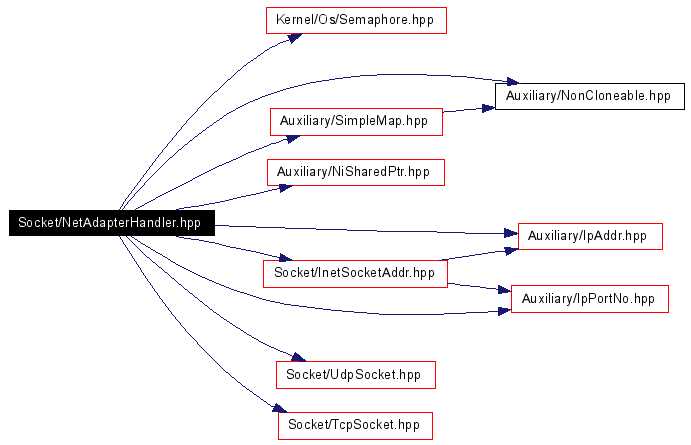 Kernel/Os/Semaphore.hpp
Auxiliary/NonCloneable.hpp
Auxiliary/SimpleMap.hpp
Auxiliary/NiSharedPtr.hpp
Socket/NetAdapterHandler.hpp
Auxiliary/IpAddr.hpp
Socket/InetSocketAddr.hpp
Auxiliary/IpPortNo.hpp
Socket/UdpSocket.hpp
Socket/TcpSocket.hpp